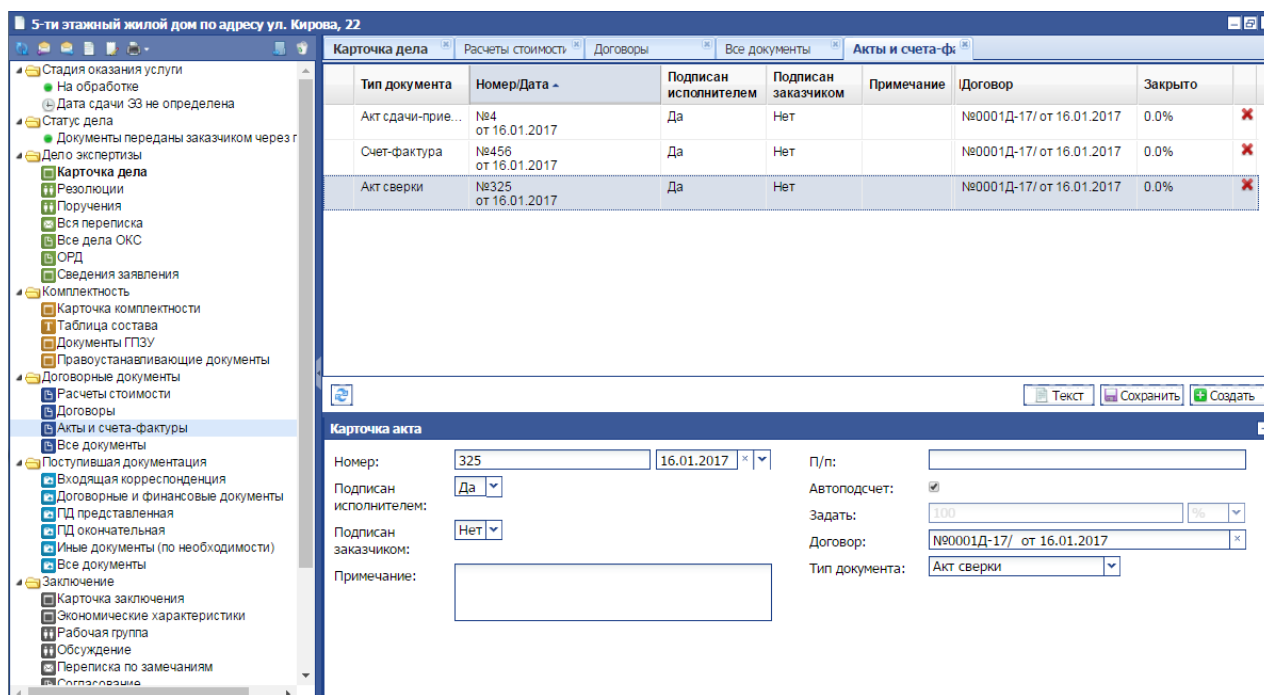 5-ти этажный жилой дом по адресу ул. Кирова, 22
Стадия оказания услуги
На обработке
Дата сдачи ЭЗ не определена
Статус дела
Документы переданы заказчиком через г
Дело экспертизы
Карточка дела
Резолюции
Поручения
Вся переписка
Все дела ОКС
ОРД
Сведения заявления
Комплектность
Карточка комплектности
Таблица состава
Документы ГПЗУ
Правоустанавливающие документы
Договорные документы
Расчеты стоимости
Договоры
Акты и счета-фактуры
Все документы
Поступившая документация
Входящая корреспонденция
Договорные и финансовые документы
ПД представленная
ПД окончательная
Иные документы (по необходимости)
Все документы
Заключение
Карточка заключения
Экономические характеристики
Рабочая группа
Обсуждение
Переписка по замечаниям
Согласование
Карточка дела Расчеты стоимость Договоры Все документы Акты и счета-фа
Тип документа Номер/Дата Подписан исполнителем Подписан заказчиком Примечание Договор Закрыто
Акт сдачи-прие... №4 Да Нет №0001Д-17/ от 16.01.2017 0.0%
от 16.01.2017
Счет-фактура №456 Да Нет №0001Д-17/ от 16.01.2017 0.0%
от 16.01.2017
Акт сверки №325 Да Нет №0001Д-17/ от 16.01.2017 0.0%
от 16.01.2017
Текст Сохранить Создать
Карточка акта
Номер: 325 16.01.2017
Подписан исполнителем: Да
Подписан заказчиком: Нет
Примечание:
П/п:
Автоподсчет:
Задать: 100 %
Договор: №0001Д-17/ от 16.01.2017
Тип документа: Акт сверки